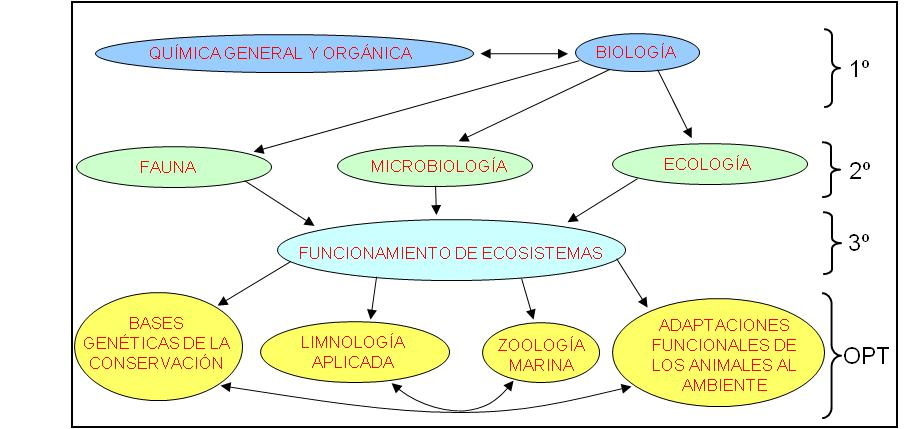 QUÍMICA GENERAL Y ORGÁNICA
BIOLOGÍA
1º
FAUNA
MICROBIOLOGÍA
ECOLOGÍA
2º
FUNCIONAMIENTO DE ECOSISTEMAS
3º
BASES
GENÉTICAS DE LA
CONSERVACIÓN
LIMNOLOGÍA
APLICADA
ZOOLOGÍA
MARINA
ADAPTACIONES
FUNCIONALES DE
LOS ANIMALES AL
AMBIENTE
OPT